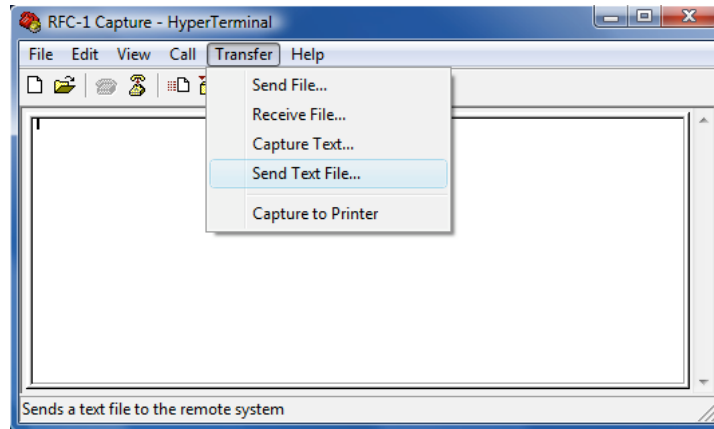 RFC-1 Capture - HyperTerminal
File Edit View Call Transfer Help
Send File...
Receive File...
Capture Text...
Send Text File...
Capture to Printer
Sends a text file to the remote system